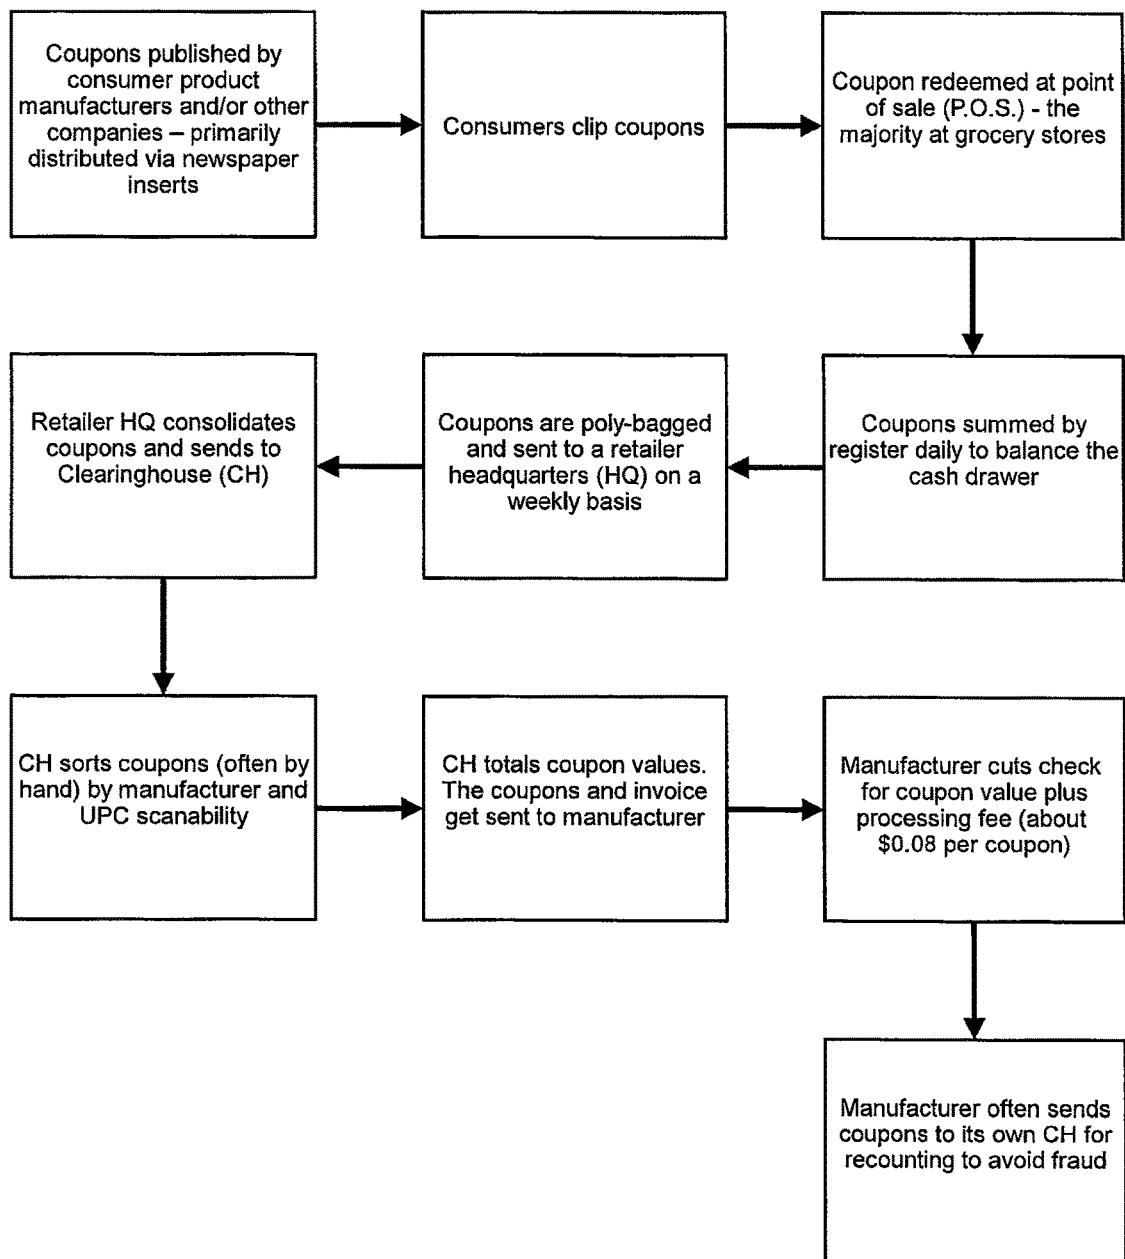 Coupons published by
consumer product
manufacturers and/or other
companies – primarily
distributed via newspaper
inserts
Consumers clip coupons
Coupon redeemed at point
of sale (P.O.S.) - the
majority at grocery stores
Coupons summed by
register daily to balance the
cash drawer
Coupons are poly-bagged
and sent to a retailer
headquarters (HQ) on a
weekly basis
Retailer HQ consolidates
coupons and sends to
Clearinghouse (CH)
CH sorts coupons (often by
hand) by manufacturer and
UPC scanability
CH totals coupon values.
The coupons and invoice
get sent to manufacturer
Manufacturer cuts check
for coupon value plus
processing fee (about
$0.08 per coupon)
Manufacturer often sends
coupons to its own CH for
recounting to avoid fraud